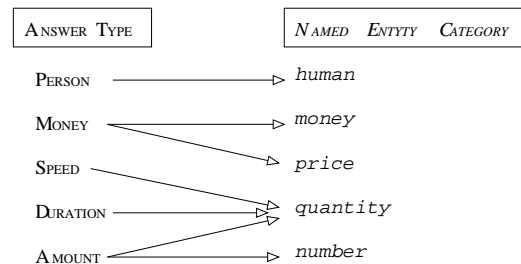 ANSWER TYPE
NAMED ENTYTY CATEGORY
PERSON
human
MONEY
money
price
SPEED
DURATION
quantity
AMOUNT
number